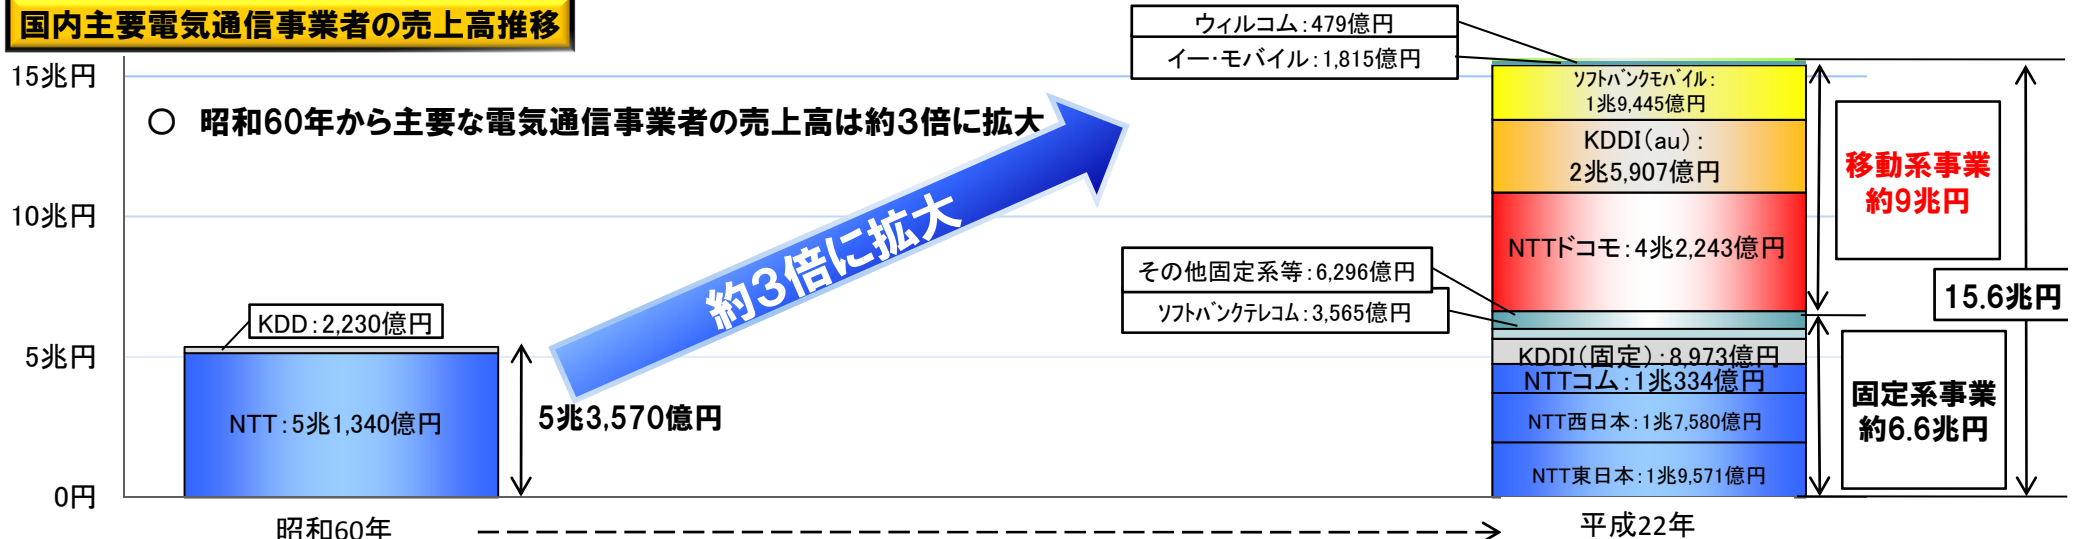 国内主要電気通信事業者の売上高推移
ウィルコム：479億円
イー・モバイル：1,815億円
15兆円
10兆円
5兆円
0円
○ 昭和60年から主要な電気通信事業者の売上高は約3倍に拡大
約3倍に拡大
KDD：2,230億円
NTT：5兆1,340億円
5兆3,570億円
ソフトバンクモバイル：
1兆9,445億円
KDDI（au）：
2兆5,907億円
NTTドコモ：4兆2,243億円
その他固定系等：6,296億円
ソフトバンクテレコム：3,565億円
KDDI（固定）：8,973億円
NTTコム：1兆334億円
NTT西日本：1兆7,580億円
NTT東日本：1兆9,571億円
移動系事業
約9兆円
15.6兆円
固定系事業
約6.6兆円
昭和60年
平成22年